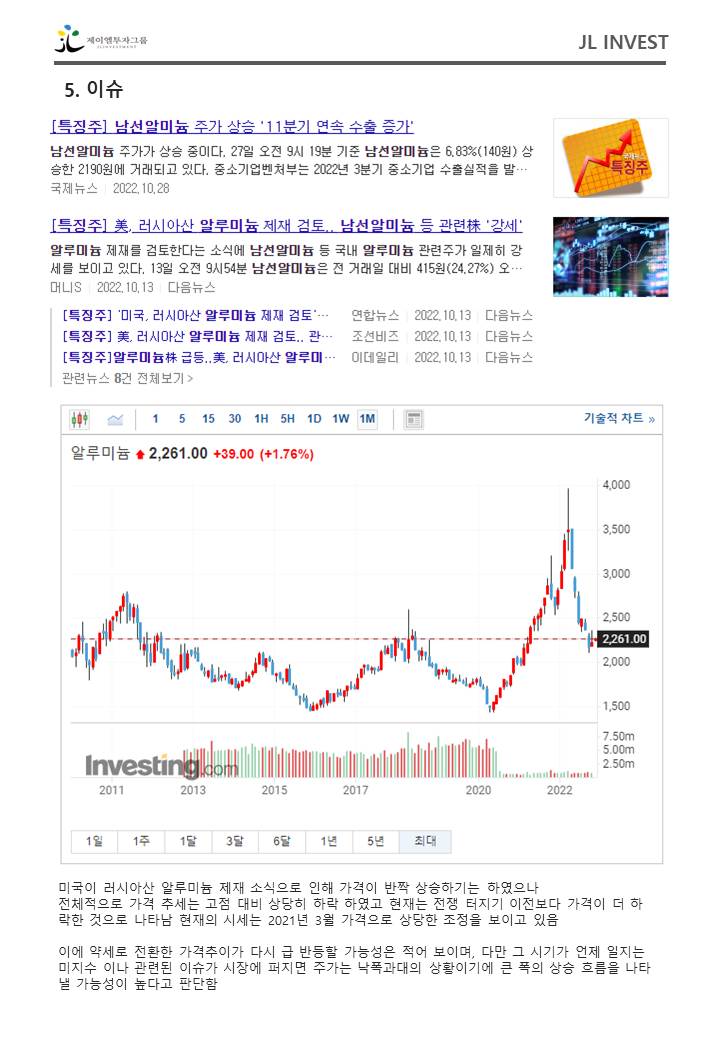 제이엘투자그룹
JLINVESTMENT
JL INVEST
5. 이슈
[특징주] 남선알미늄 주가 상승 '11분기 연속 수출 증가'
남선알미늄 주가가 상승 중이다. 27일 오전 9시 19분 기준 남선알미늄은 6.83%(140원) 상
승한 2190원에 거래되고 있다. 중소기업벤처부는 2022년 3분기 중소기업 수출실적을 발…
국제뉴스 | 2022.10.28
국제뉴스
특징주
[특징주] 美, 러시아산 알루미늄 제재 검토.. 남선알미늄 등 관련株 '강세'
알루미늄 제재를 검토한다는 소식에 남선알미늄 등 국내 알루미늄 관련주가 일제히 강
세를 보이고 있다. 13일 오전 9시54분 남선알미늄은 전 거래일 대비 415원(24.27%) 오…
머니S | 2022.10.13 | 다음뉴스
[특징주] '미국, 러시아산 알루미늄 제재 검토'… 연합뉴스 | 2022.10.13 | 다음뉴스
[특징주] 美, 러시아산 알루미늄 제재 검토.. 관… 조선비즈 | 2022.10.13 | 다음뉴스
[특징주]알루미늄株 급등..美, 러시아산 알루미… 이데일리 | 2022.10.13 | 다음뉴스
관련뉴스 8건 전체보기 >
1 5 15 30 1H 5H 1D 1W 1M 기술적 차트 »
알루미늄 2,261.00 +39.00 (+1.76%)
4,000
3,500
3,000
2,500
2,261.00
2,000
1,500
7.50m
5.00m
2.50m
Investing.com
2011 2013 2015 2017 2020 2022
1일 1주 1달 3달 6달 1년 5년 최대
미국이 러시아산 알루미늄 제재 소식으로 인해 가격이 반짝 상승하기는 하였으나
전체적으로 가격 추세는 고점 대비 상당히 하락 하였고 현재는 전쟁 터지기 이전보다 가격이 더 하
락한 것으로 나타남 현재의 시세는 2021년 3월 가격으로 상당한 조정을 보이고 있음
이에 약세로 전환한 가격추이가 다시 급 반등할 가능성은 적어 보이며, 다만 그 시기가 언제 일지는
미지수 이나 관련된 이슈가 시장에 퍼지면 주가는 낙폭과대의 상황이기에 큰 폭의 상승 흐름을 나타
낼 가능성이 높다고 판단함